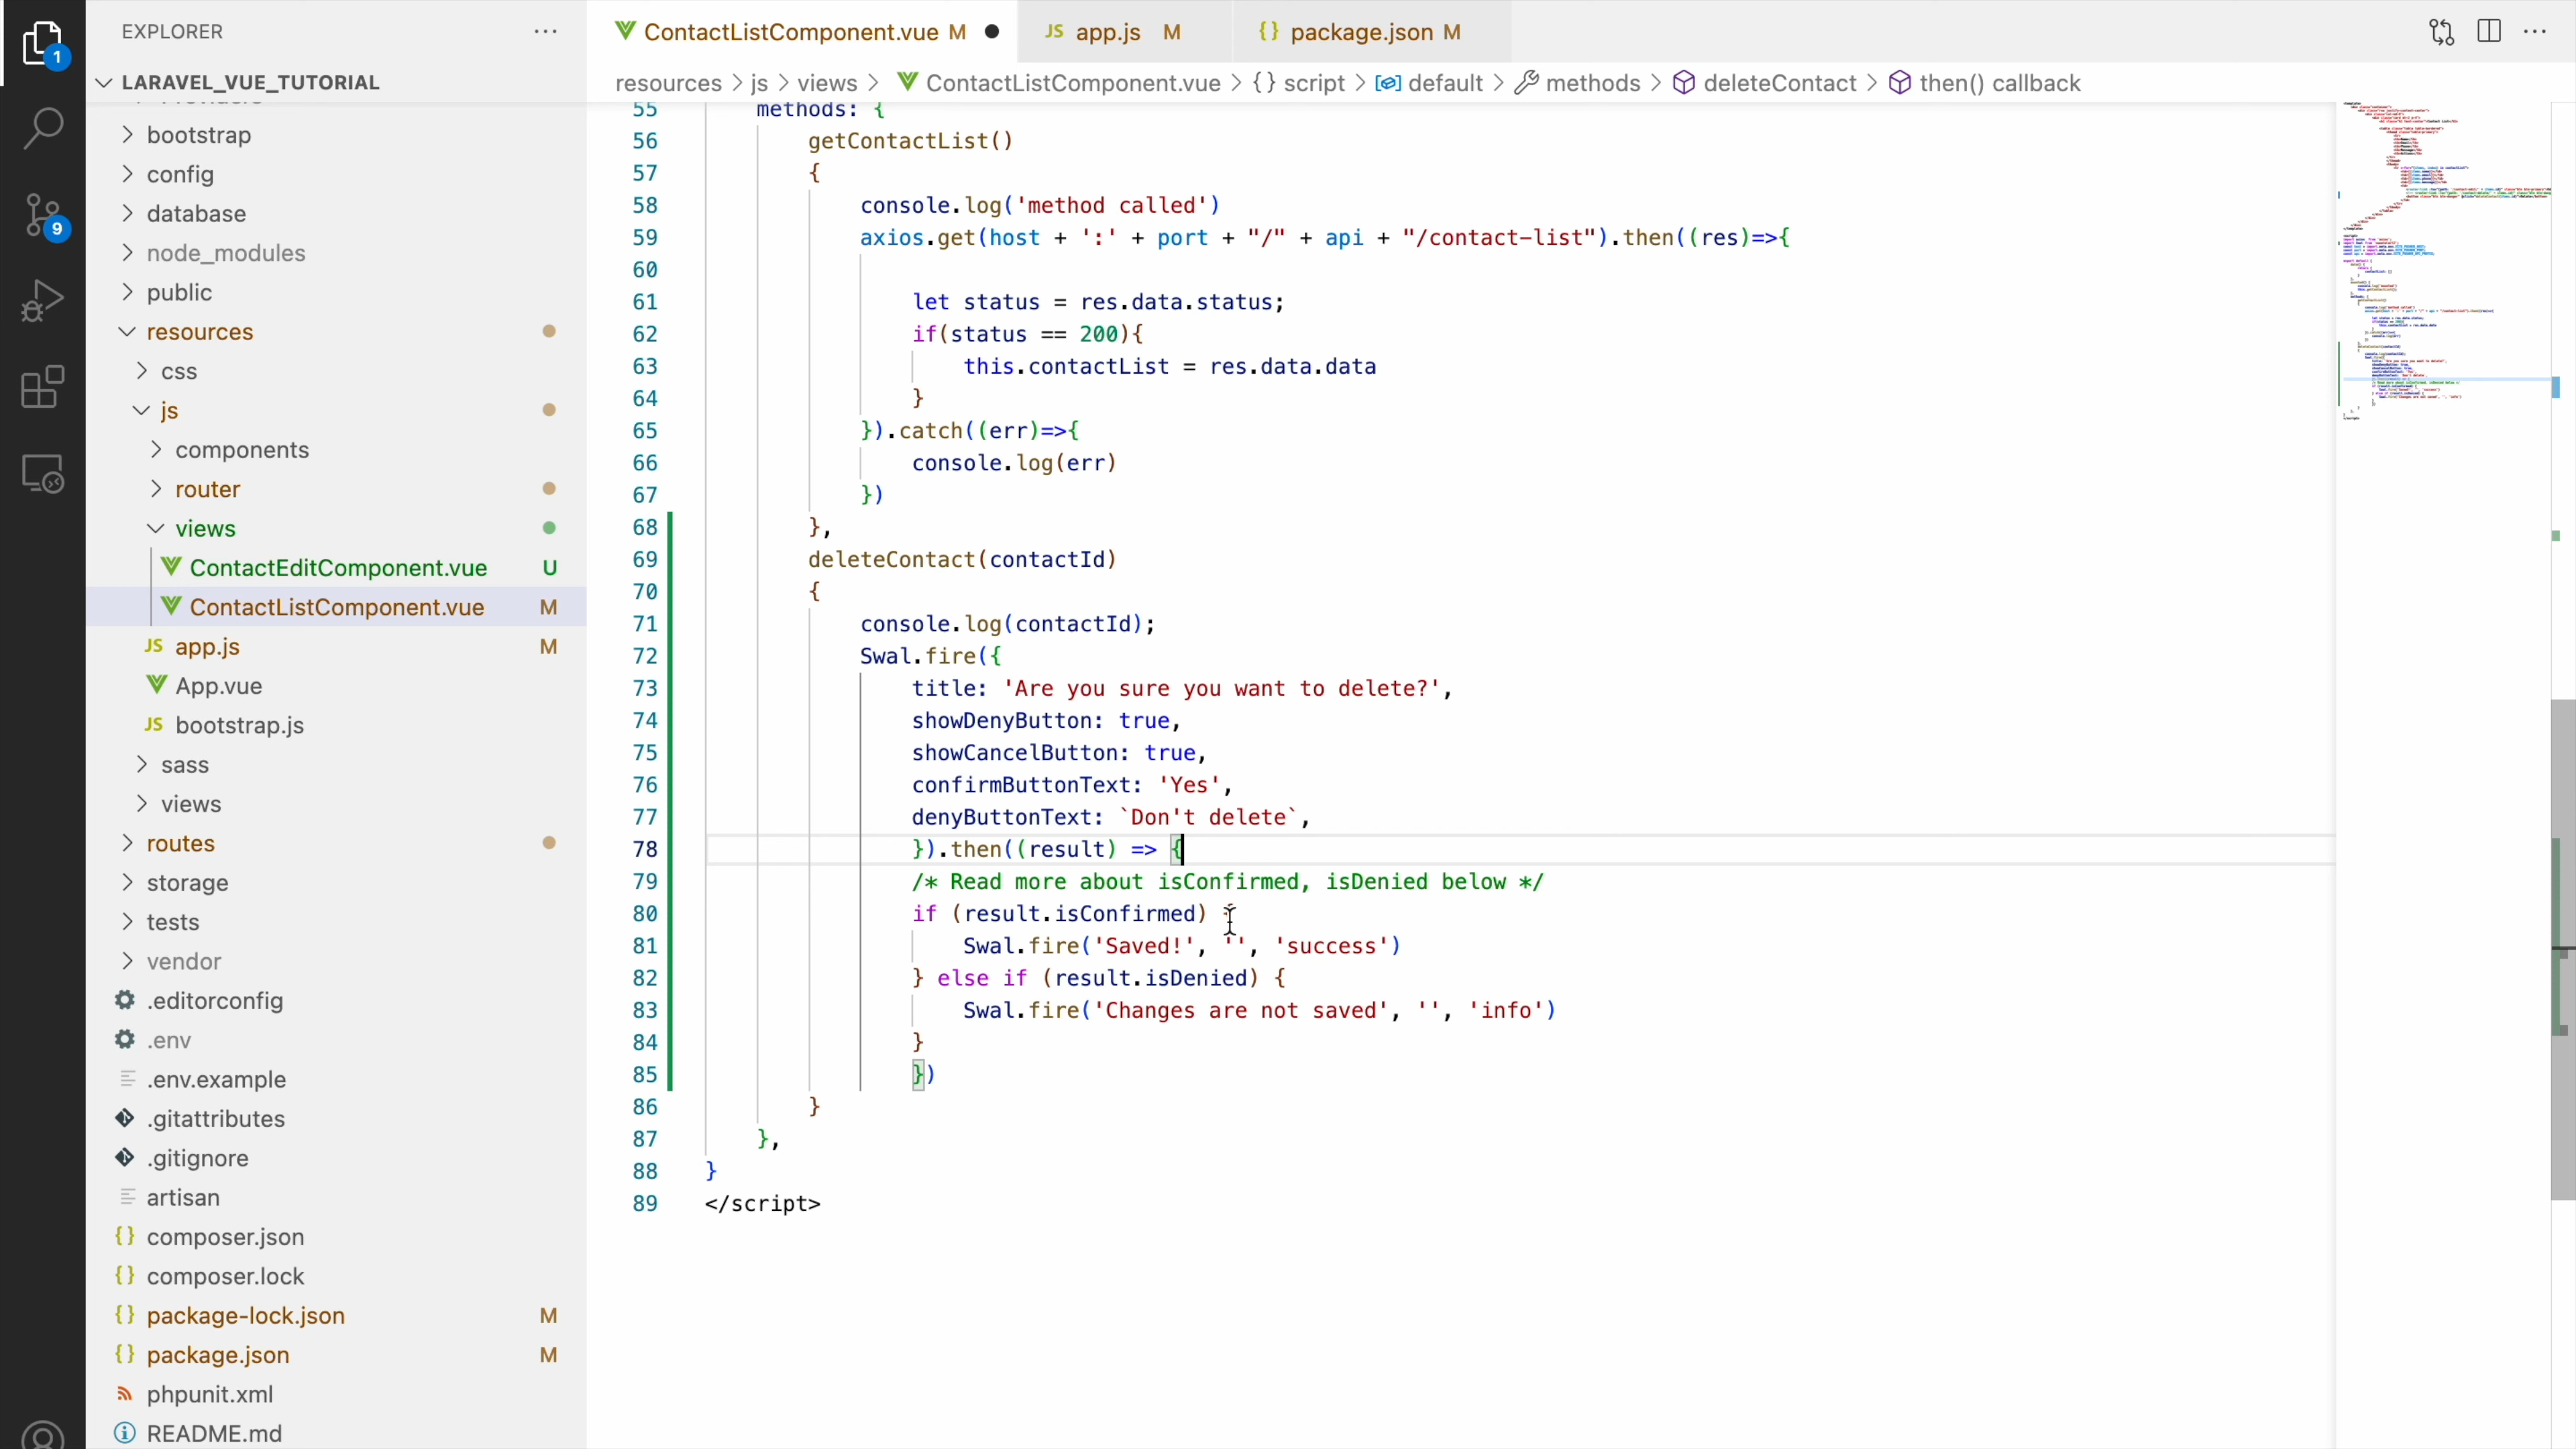 EXPLORER
LARAVEL_VUE_TUTORIAL
bootstrap
config
database
node_modules
public
resources
css
js
components
router
views
ContactEditComponent.vue U
ContactListComponent.vue M
JS app.js M
App.vue
JS bootstrap.js
sass
views
routes
storage
tests
vendor
.editorconfig
.env
.env.example
.gitattributes
.gitignore
artisan
{} composer.json
{} composer.lock
{} package-lock.json M
{} package.json M
phpunit.xml
README.md
1
9
ContactListComponent.vue M
JS app.js M
{} package.json M
resources > js > views > ContactListComponent.vue > {} script > default > methods > deleteContact > then() callback
55 methods: {
56 getContactList()
57 {
58 console.log('method called')
59 axios.get(host + ':' + port + "/" + api + "/contact-list").then((res)=>{
60
61 let status = res.data.status;
62 if(status == 200){
63 this.contactList = res.data.data
64 }
65 }).catch((err)=>{
66 console.log(err)
67 })
68 },
69 deleteContact(contactId)
70 {
71 console.log(contactId);
72 Swal.fire({
73 title: 'Are you sure you want to delete?',
74 showDenyButton: true,
75 showCancelButton: true,
76 confirmButtonText: 'Yes',
77 denyButtonText: `Don't delete`,
78 }).then((result) => {
79 /* Read more about isConfirmed, isDenied below */
80 if (result.isConfirmed) {
81 Swal.fire('Saved!', '', 'success')
82 } else if (result.isDenied) {
83 Swal.fire('Changes are not saved', '', 'info')
84 }
85 })
86 }
87 },
88 }
89 </script>